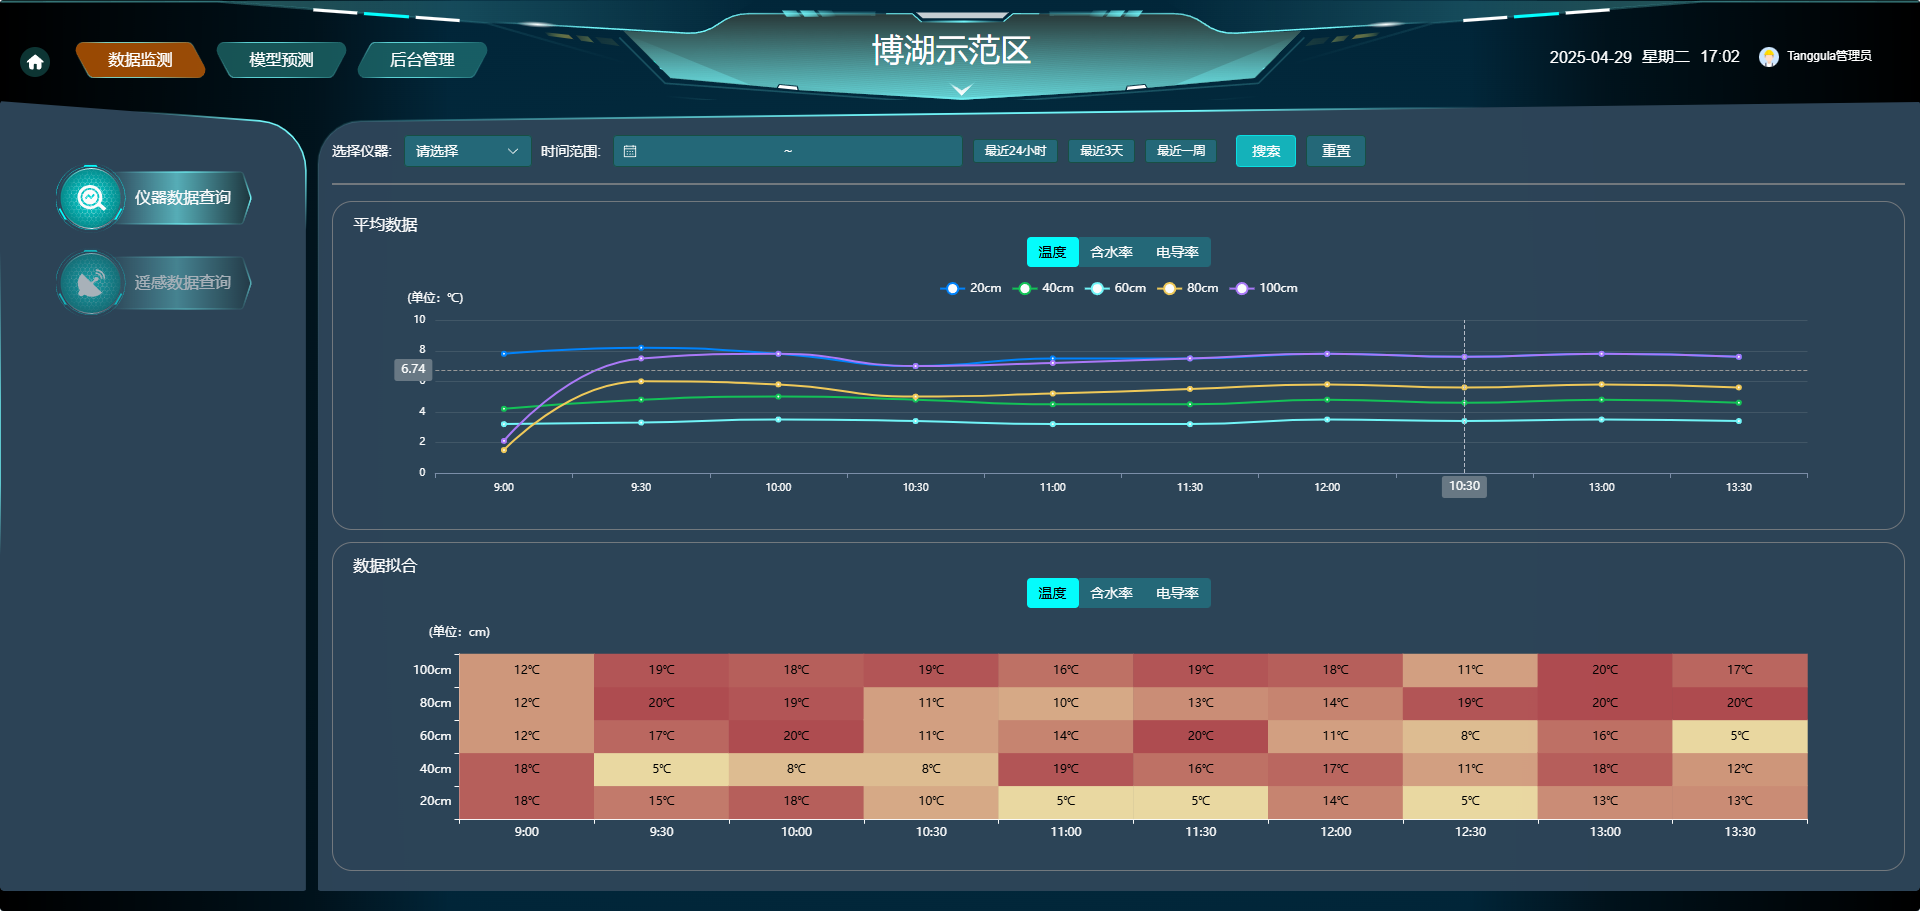 博湖示范区
数据监测 模型预测 后台管理
2025-04-29 星期二 17:02 Tanggula管理员
仪器数据查询
遥感数据查询
选择仪器: 请选择 时间范围: ~ 最近24小时 最近3天 最近一周 搜索 重置
平均数据
温度 含水率 电导率
20cm 40cm 60cm 80cm 100cm
(单位: ℃)
10
8
6.74
6
4
2
0
9:00 9:30 10:00 10:30 11:00 11:30 12:00 10:30 13:00 13:30
数据拟合
温度 含水率 电导率
(单位: cm)
100cm 12℃ 19℃ 18℃ 19℃ 16℃ 19℃ 18℃ 11℃ 20℃ 17℃
80cm 12℃ 20℃ 19℃ 11℃ 10℃ 13℃ 14℃ 19℃ 20℃ 20℃
60cm 12℃ 17℃ 20℃ 11℃ 14℃ 20℃ 11℃ 8℃ 16℃ 5℃
40cm 18℃ 5℃ 8℃ 8℃ 19℃ 16℃ 17℃ 11℃ 18℃ 12℃
20cm 18℃ 15℃ 18℃ 10℃ 5℃ 5℃ 14℃ 5℃ 13℃ 13℃
9:00 9:30 10:00 10:30 11:00 11:30 12:00 12:30 13:00 13:30